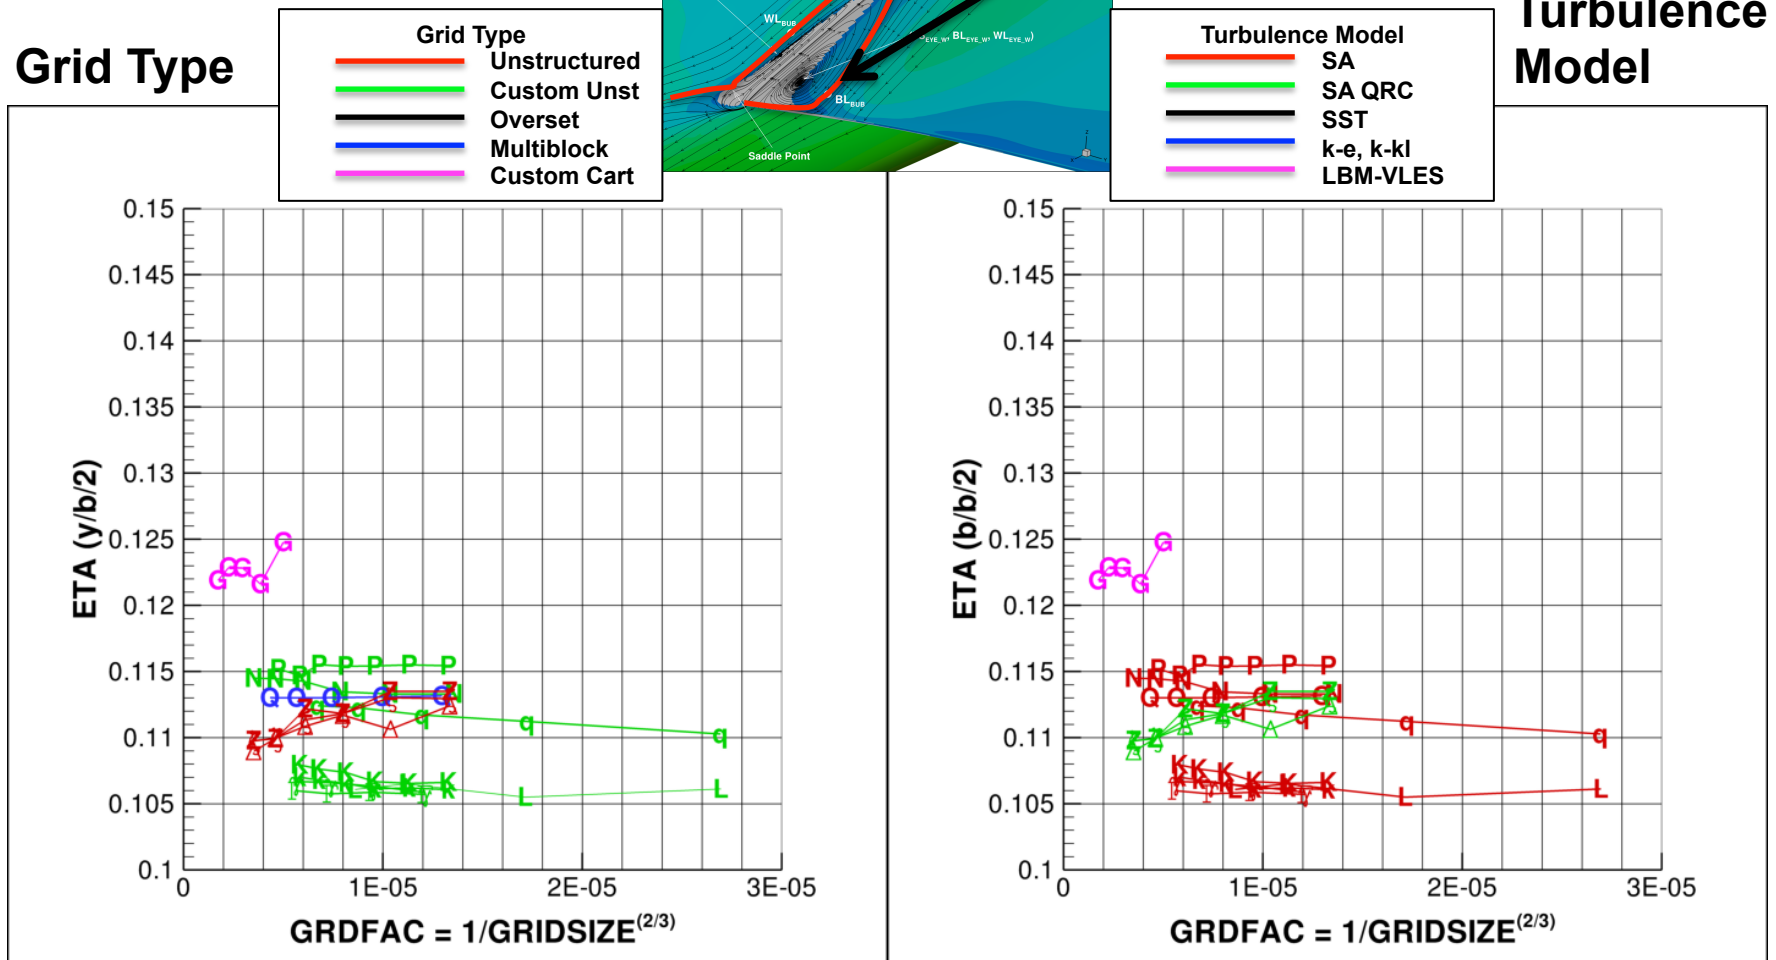 Grid Type
Grid Type
Unstructured
Custom Unst
Overset
Multiblock
Custom Cart
WL_BUB
EYE_W, BL_EYE_W, WL_EYE_W)
BL_BUB
Saddle Point
Turbulence Model
SA
SA QRC
SST
k-e, k-kl
LBM-VLES
Turbulence
Model
0.15
0.145
0.14
0.135
0.13
0.125
0.12
0.115
0.11
0.105
0.1
ETA (y/b/2)
0
1E-05
2E-05
3E-05
GRDFAC = 1/GRIDSIZE^(2/3)
0.15
0.145
0.14
0.135
0.13
0.125
0.12
0.115
0.11
0.105
0.1
ETA (b/b/2)
0
1E-05
2E-05
3E-05
GRDFAC = 1/GRIDSIZE^(2/3)